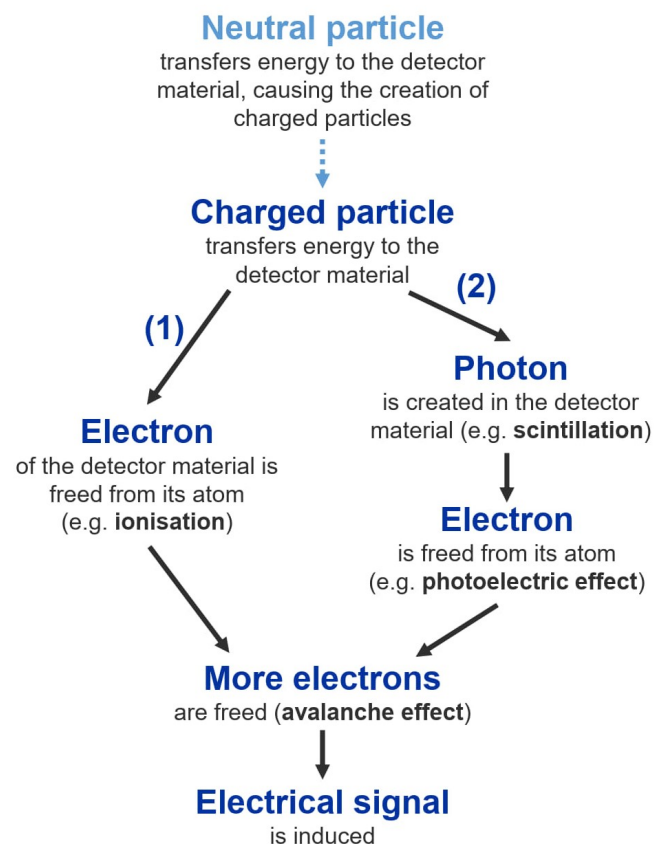 Neutral particle
transfers energy to the detector
material, causing the creation of
charged particles
Charged particle
transfers energy to the
detector material
(1)
(2)
Electron
of the detector material is
freed from its atom
(e.g. ionisation)
Photon
is created in the detector
material (e.g. scintillation)
Electron
is freed from its atom
(e.g. photoelectric effect)
More electrons
are freed (avalanche effect)
Electrical signal
is induced